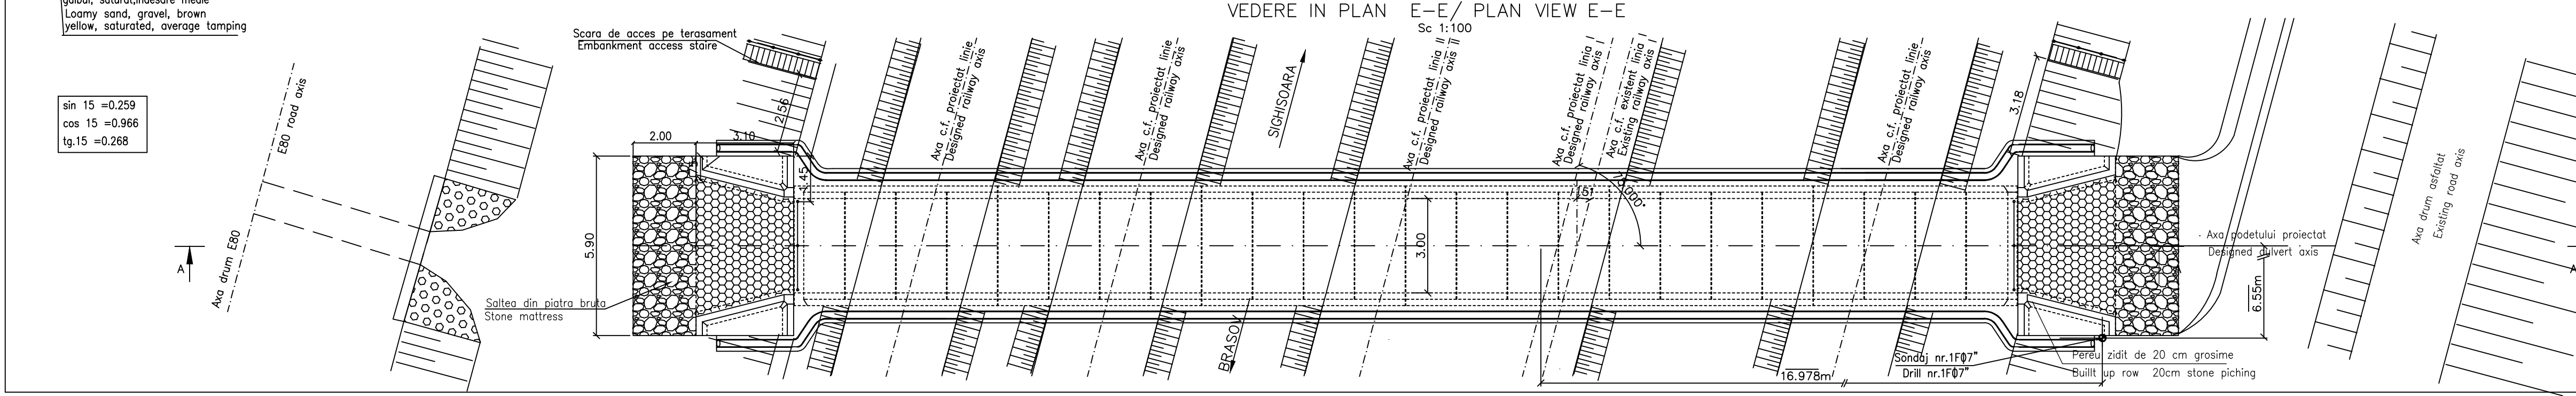 galbui, saturat,indesare medie
Loamy sand, gravel, brown
yellow, saturated, average tamping
VEDERE IN PLAN E-E/ PLAN VIEW E-E
Sc 1:100
sin 15 =0.259
cos 15 =0.966
tg.15 =0.268
E80 road axis
Axa drum E80
A
Scara de acces pe terasament
Embankment access staire
2.56
2.00
3.10
1.45
5.90
Saltea din piatra bruta
Stone mattress
Axa c.f. proiectat linie
Designed railway axis
Axa c.f. proiectat linie
Designed railway axis
SIGHISOARA
BRASOV
Axa c.f. proiectat linia II
Designed railway axis II
3.00
Axa c.f. proiectat linia I
Designed railway axis I
Axa c.f. existent linia I
Existing railway axis I
151
75.000°
Axa c.f. proiectat linie
Designed railway axis
3.18
Axa podetului proiectat
Designed dulvert axis
A
6.55m
Sondaj nr.1F07"
Drill nr.1F07"
16.978m
Pereu zidit de 20 cm grosime
Buillt up row 20cm stone piching
Axa drum asfaltat
Existing road axis
A